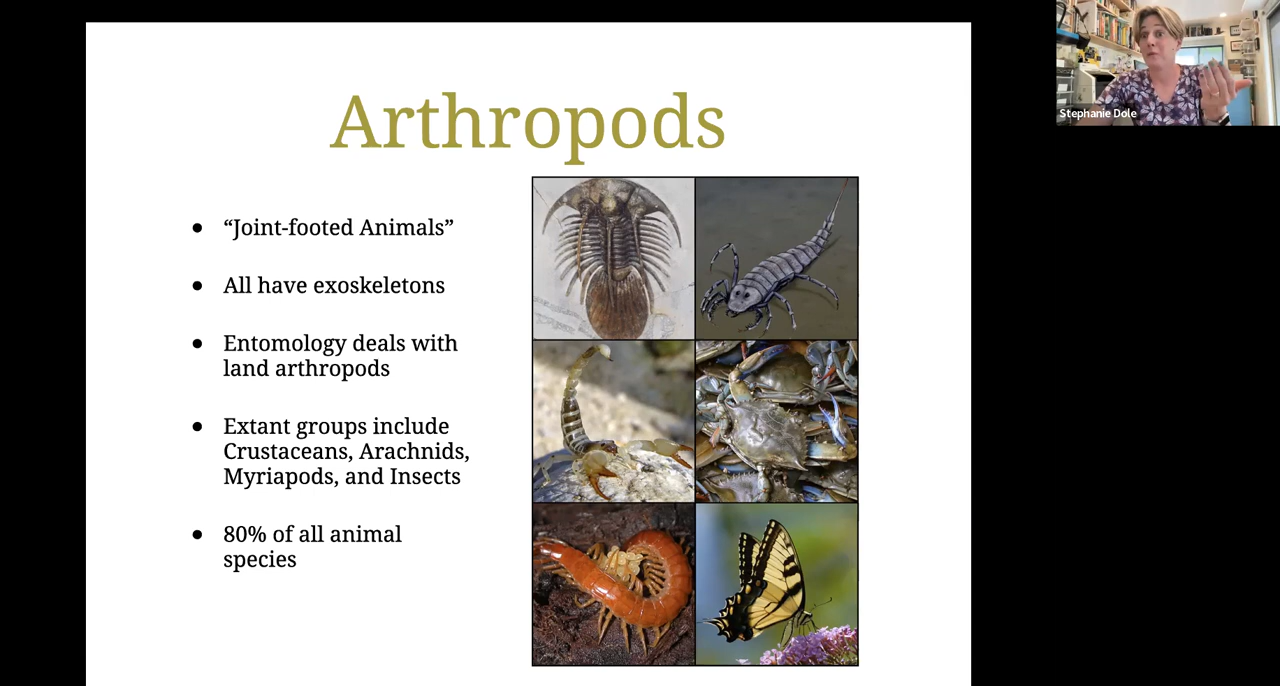 Arthropods
“Joint-footed Animals”
All have exoskeletons
Entomology deals with
land arthropods
Extant groups include
Crustaceans, Arachnids,
Myriapods, and Insects
80% of all animal
species
Stephanie Dole